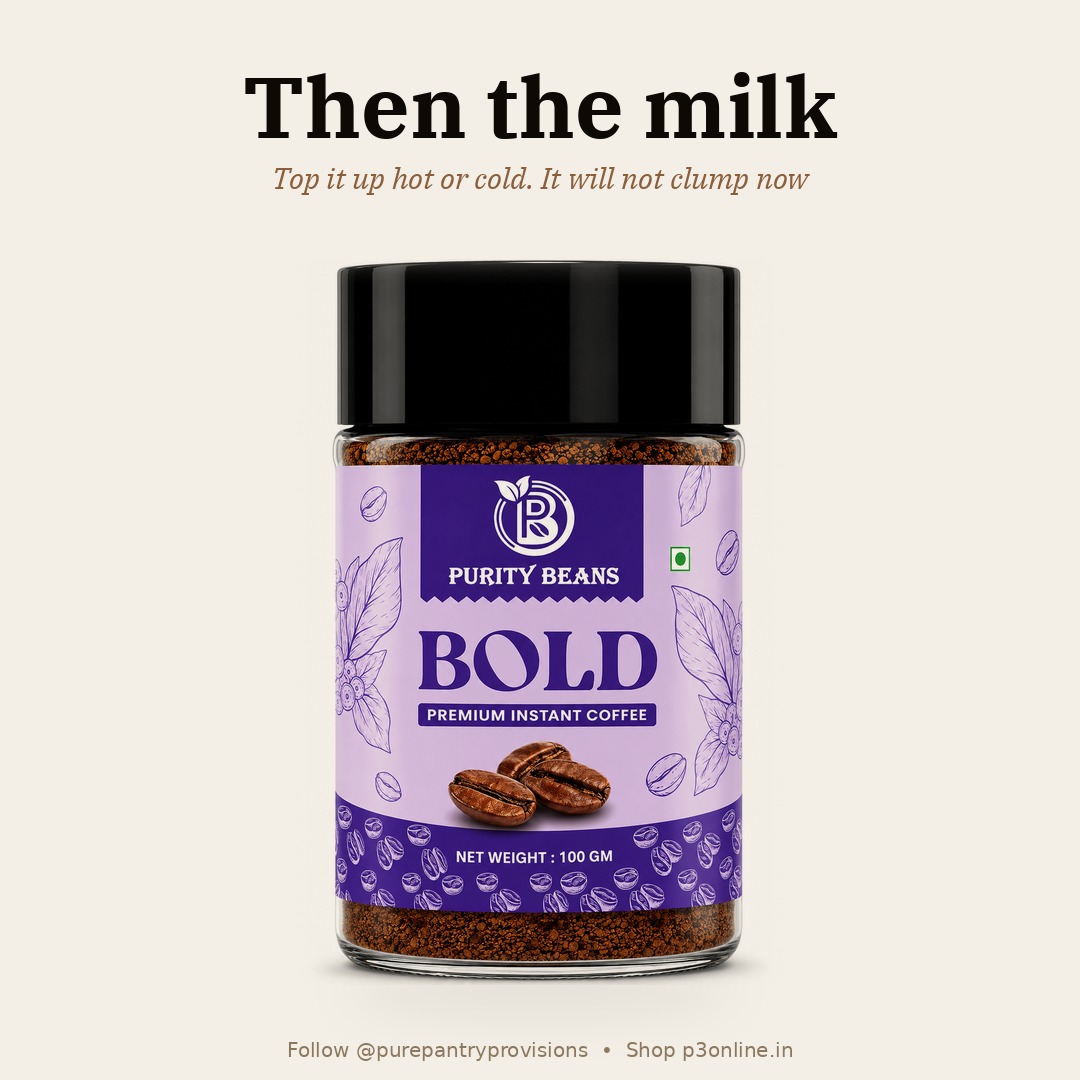 Then the milk
Top it up hot or cold. It will not clump now
PURITY BEANS
BOLD
PREMIUM INSTANT COFFEE
NET WEIGHT : 100 GM
Follow @purepantryprovisions • Shop p3online.in